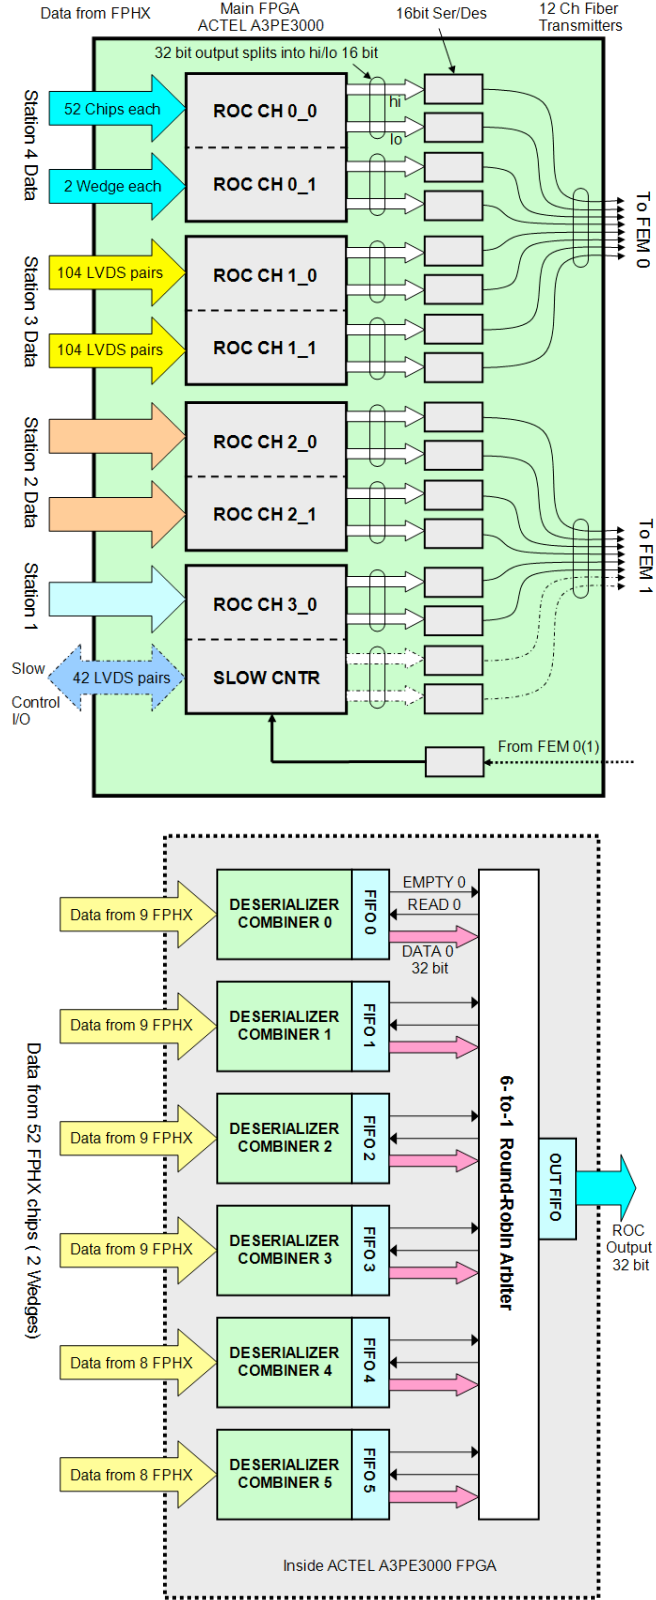 Data from FPHX
Main FPGA
ACTEL A3PE3000
16bit Ser/Des
12 Ch Fiber
Transmitters
32 bit output splits into hi/lo 16 bit
Station 4 Data
52 Chips each
ROC CH 0_0
hi
lo
2 Wedge each
ROC CH 0_1
To FEM 0
Station 3 Data
104 LVDS pairs
ROC CH 1_0
104 LVDS pairs
ROC CH 1_1
Station 2 Data
ROC CH 2_0
ROC CH 2_1
To FEM 1
Station 1
ROC CH 3_0
Slow
Control
I/O
42 LVDS pairs
SLOW CNTR
From FEM 0(1)
Data from 52 FPHX chips ( 2 Wedges)
Data from 9 FPHX
DESERIALIZER
COMBINER 0
FIFO 0
EMPTY 0
READ 0
DATA 0
32 bit
Data from 9 FPHX
DESERIALIZER
COMBINER 1
FIFO 1
Data from 9 FPHX
DESERIALIZER
COMBINER 2
FIFO 2
Data from 9 FPHX
DESERIALIZER
COMBINER 3
FIFO 3
Data from 8 FPHX
DESERIALIZER
COMBINER 4
FIFO 4
Data from 8 FPHX
DESERIALIZER
COMBINER 5
FIFO 5
6- to-1 Round-Robin Arbiter
OUT FIFO
ROC
Output
32 bit
Inside ACTEL A3PE3000 FPGA